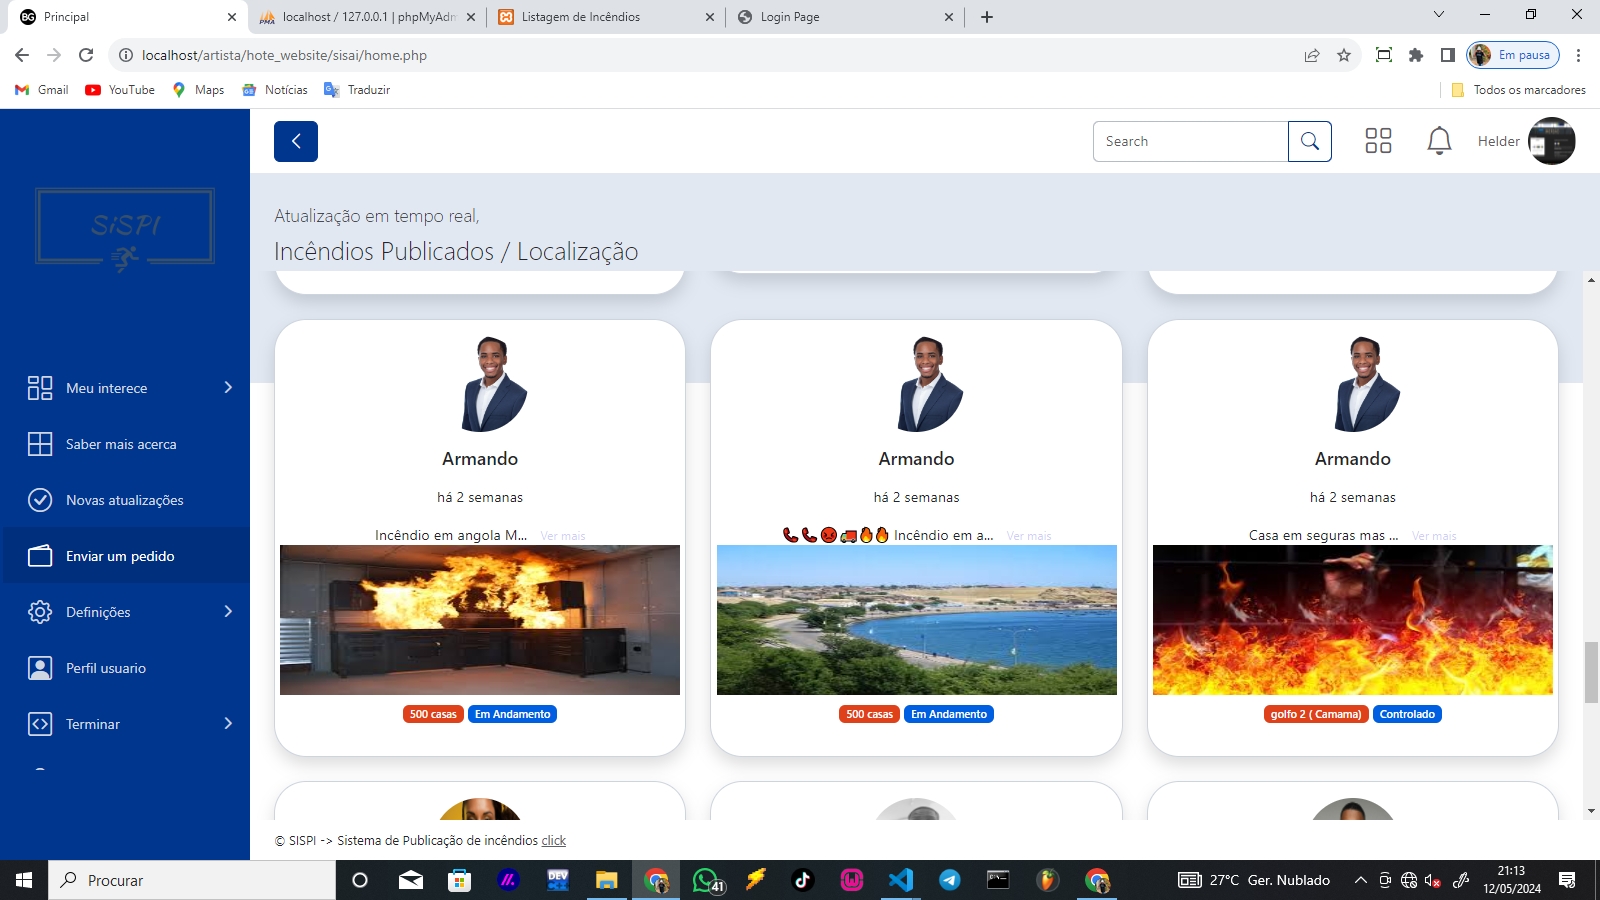 Principal
localhost / 127.0.0.1 | phpMyAdm
Listagem de Incêndios
Login Page
localhost/artista/hote_website/sisai/home.php
Em pausa
Gmail
YouTube
Maps
Notícias
Traduzir
Todos os marcadores
SiSPI
Search
Helder
Atualização em tempo real,
Incêndios Publicados / Localização
Meu interece
Saber mais acerca
Novas atualizações
Enviar um pedido
Definições
Perfil usuario
Terminar
Armando
há 2 semanas
Incêndio em angola M... Ver mais
500 casas Em Andamento
Armando
há 2 semanas
📞📞😡🚒🔥🔥 Incêndio em a... Ver mais
500 casas Em Andamento
Armando
há 2 semanas
Casa em seguras mas ... Ver mais
golfo 2 ( Camama) Controlado
© SISPI -> Sistema de Publicação de incêndios click
Procurar
DEV
41
27°C Ger. Nublado
21:13
12/05/2024